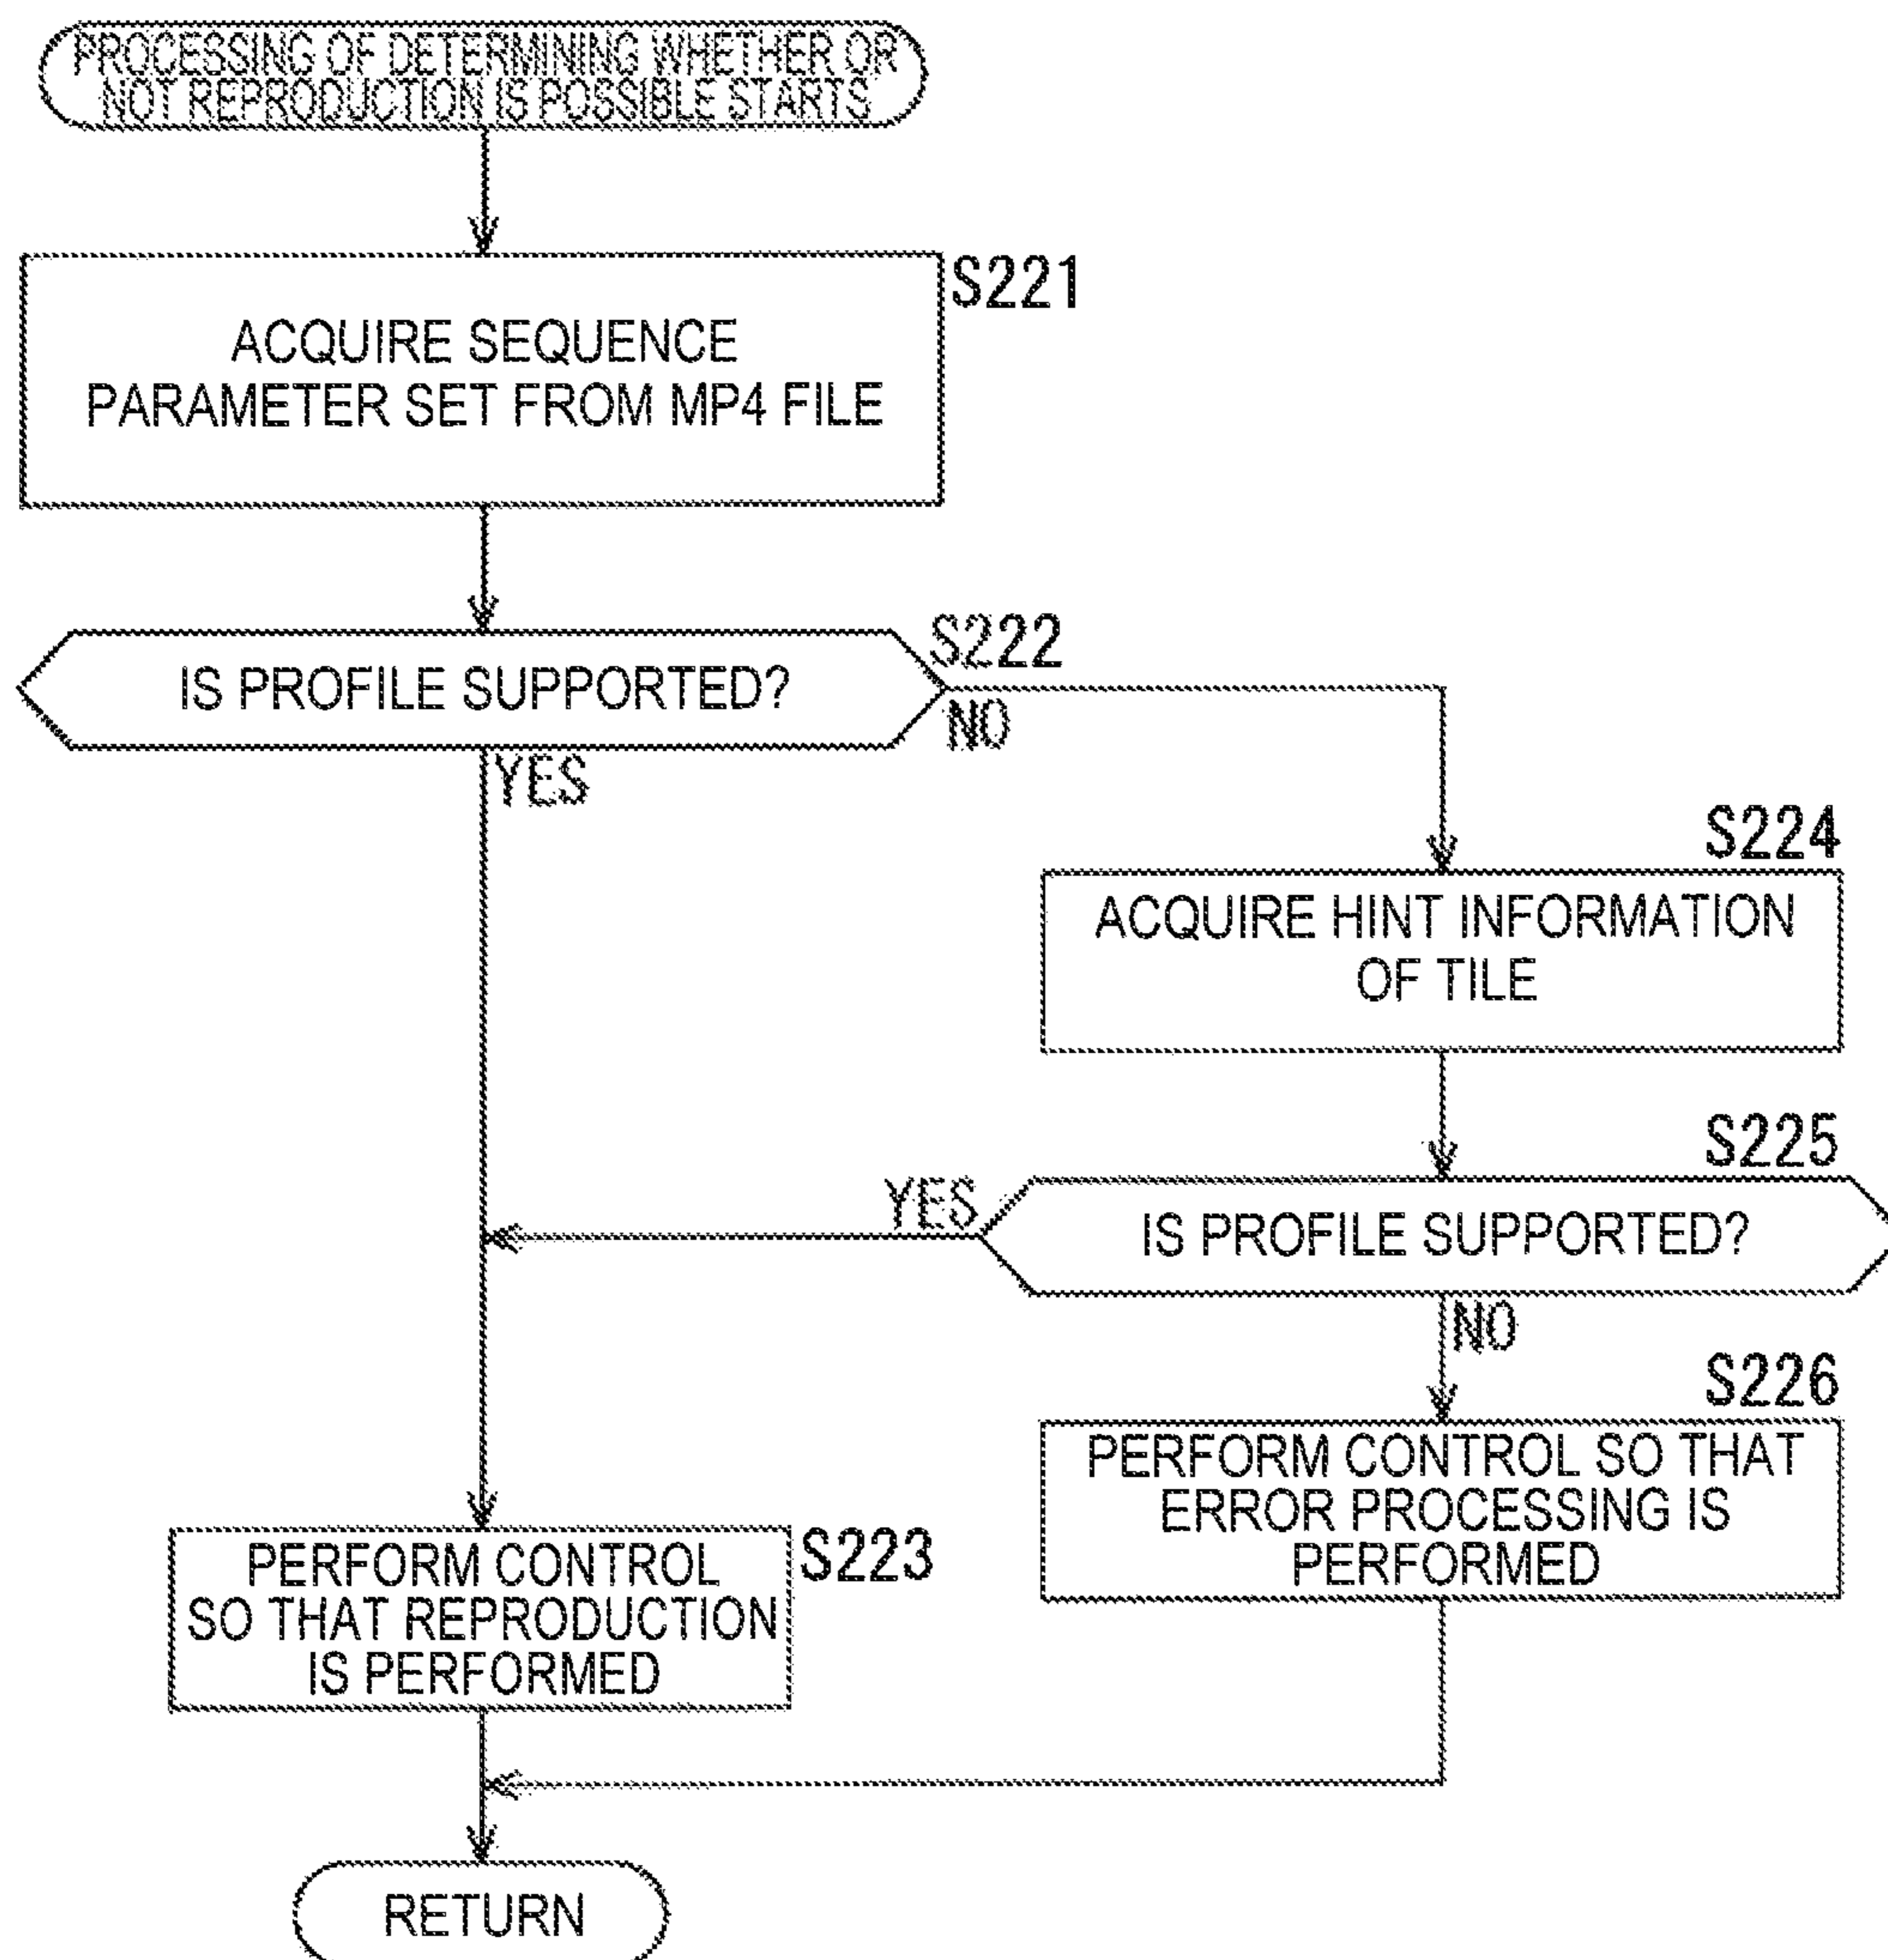 PROCESSING OF DETERMINING WHETHER OR
NOT REPRODUCTION IS POSSIBLE STARTS
S221
ACQUIRE SEQUENCE
PARAMETER SET FROM MP4 FILE
S222
IS PROFILE SUPPORTED?
NO
YES
S224
ACQUIRE HINT INFORMATION
OF TILE
S225
YES
IS PROFILE SUPPORTED?
NO
S226
PERFORM CONTROL SO THAT
ERROR PROCESSING IS
PERFORMED
S223
PERFORM CONTROL
SO THAT REPRODUCTION
IS PERFORMED
RETURN